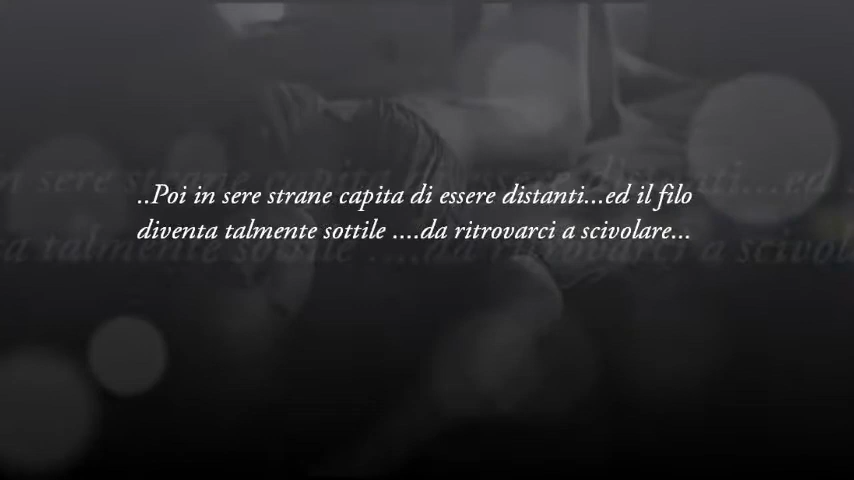 ..Poi in sere strane capita di essere distanti...ed il filo
diventa talmente sottile ....da ritrovarci a scivolare...